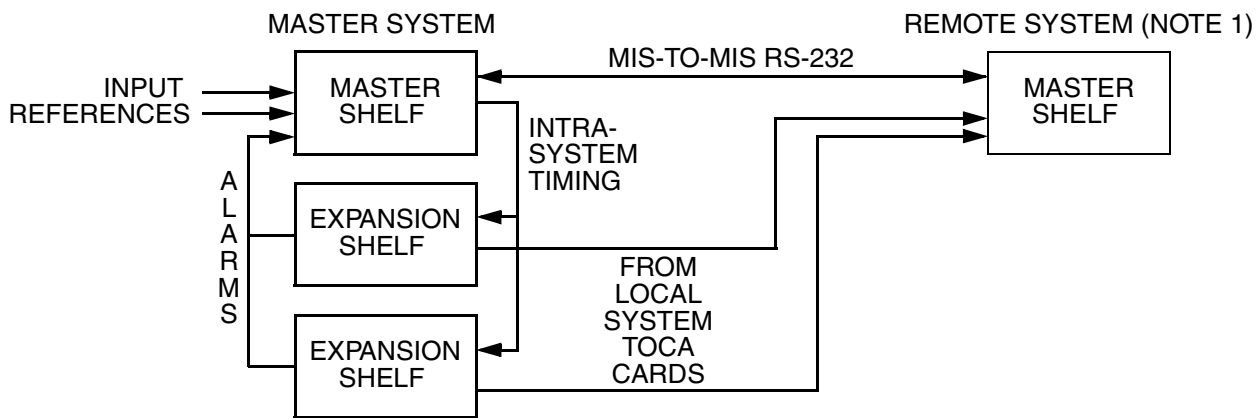 MASTER SYSTEM
REMOTE SYSTEM (NOTE 1)
MIS-TO-MIS RS-232
INPUT
REFERENCES
MASTER
SHELF
MASTER
SHELF
INTRA-
SYSTEM
TIMING
ALARMS
EXPANSION
SHELF
FROM
LOCAL
SYSTEM
TOCA
CARDS
EXPANSION
SHELF